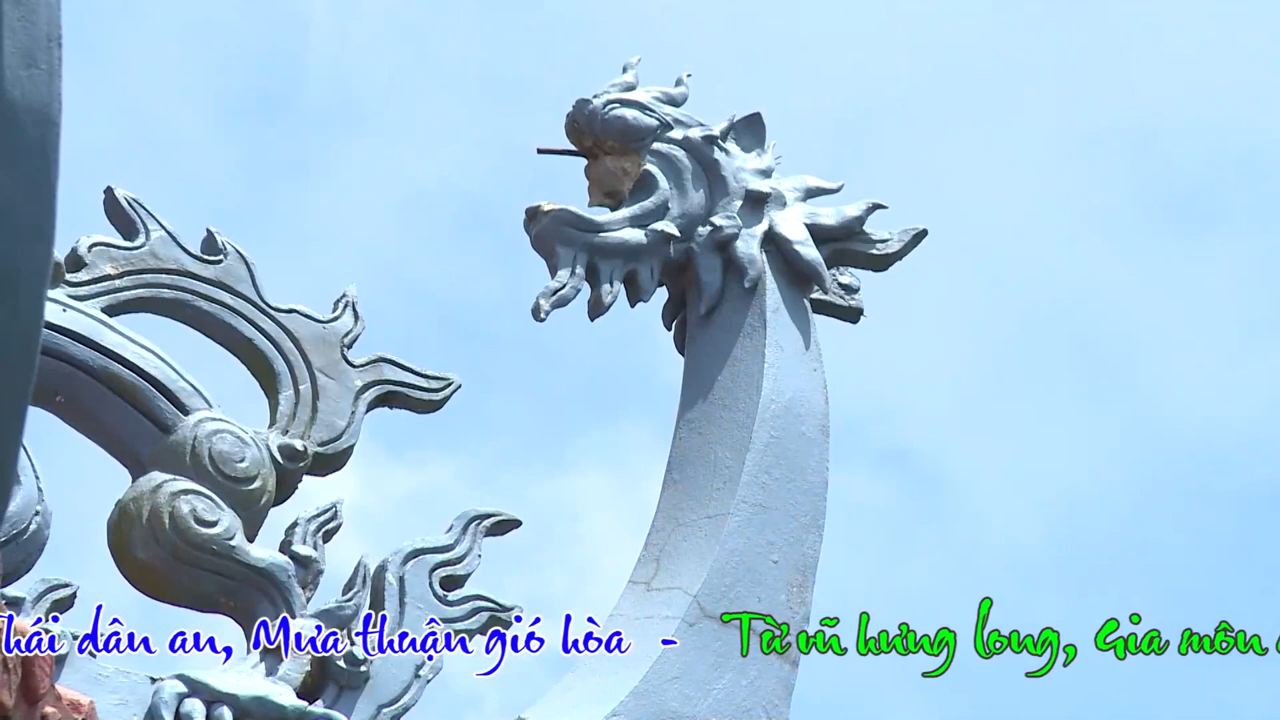 hái dân an, Mưa thuận gió hòa - Từ vũ hưng long, Gia môn